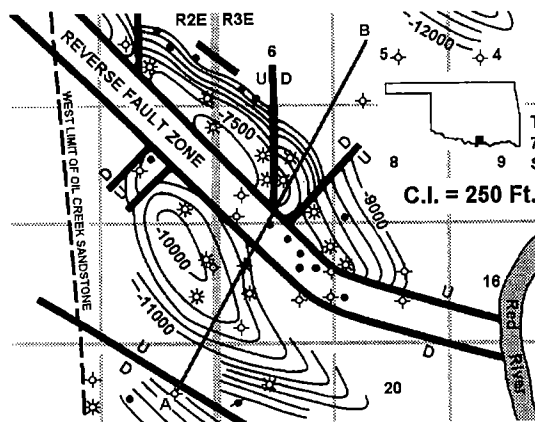 R2E R3E
B
-12000
5
4
6
U D
REVERSE FAULT ZONE
-7500
T
7
S
8
9
D
U
C.I. = 250 Ft.
D
U
-9000
WEST LIMIT OF OIL CREEK SANDSTONE
-10000
16
-11000
U
D
U
D
Red River
20
A